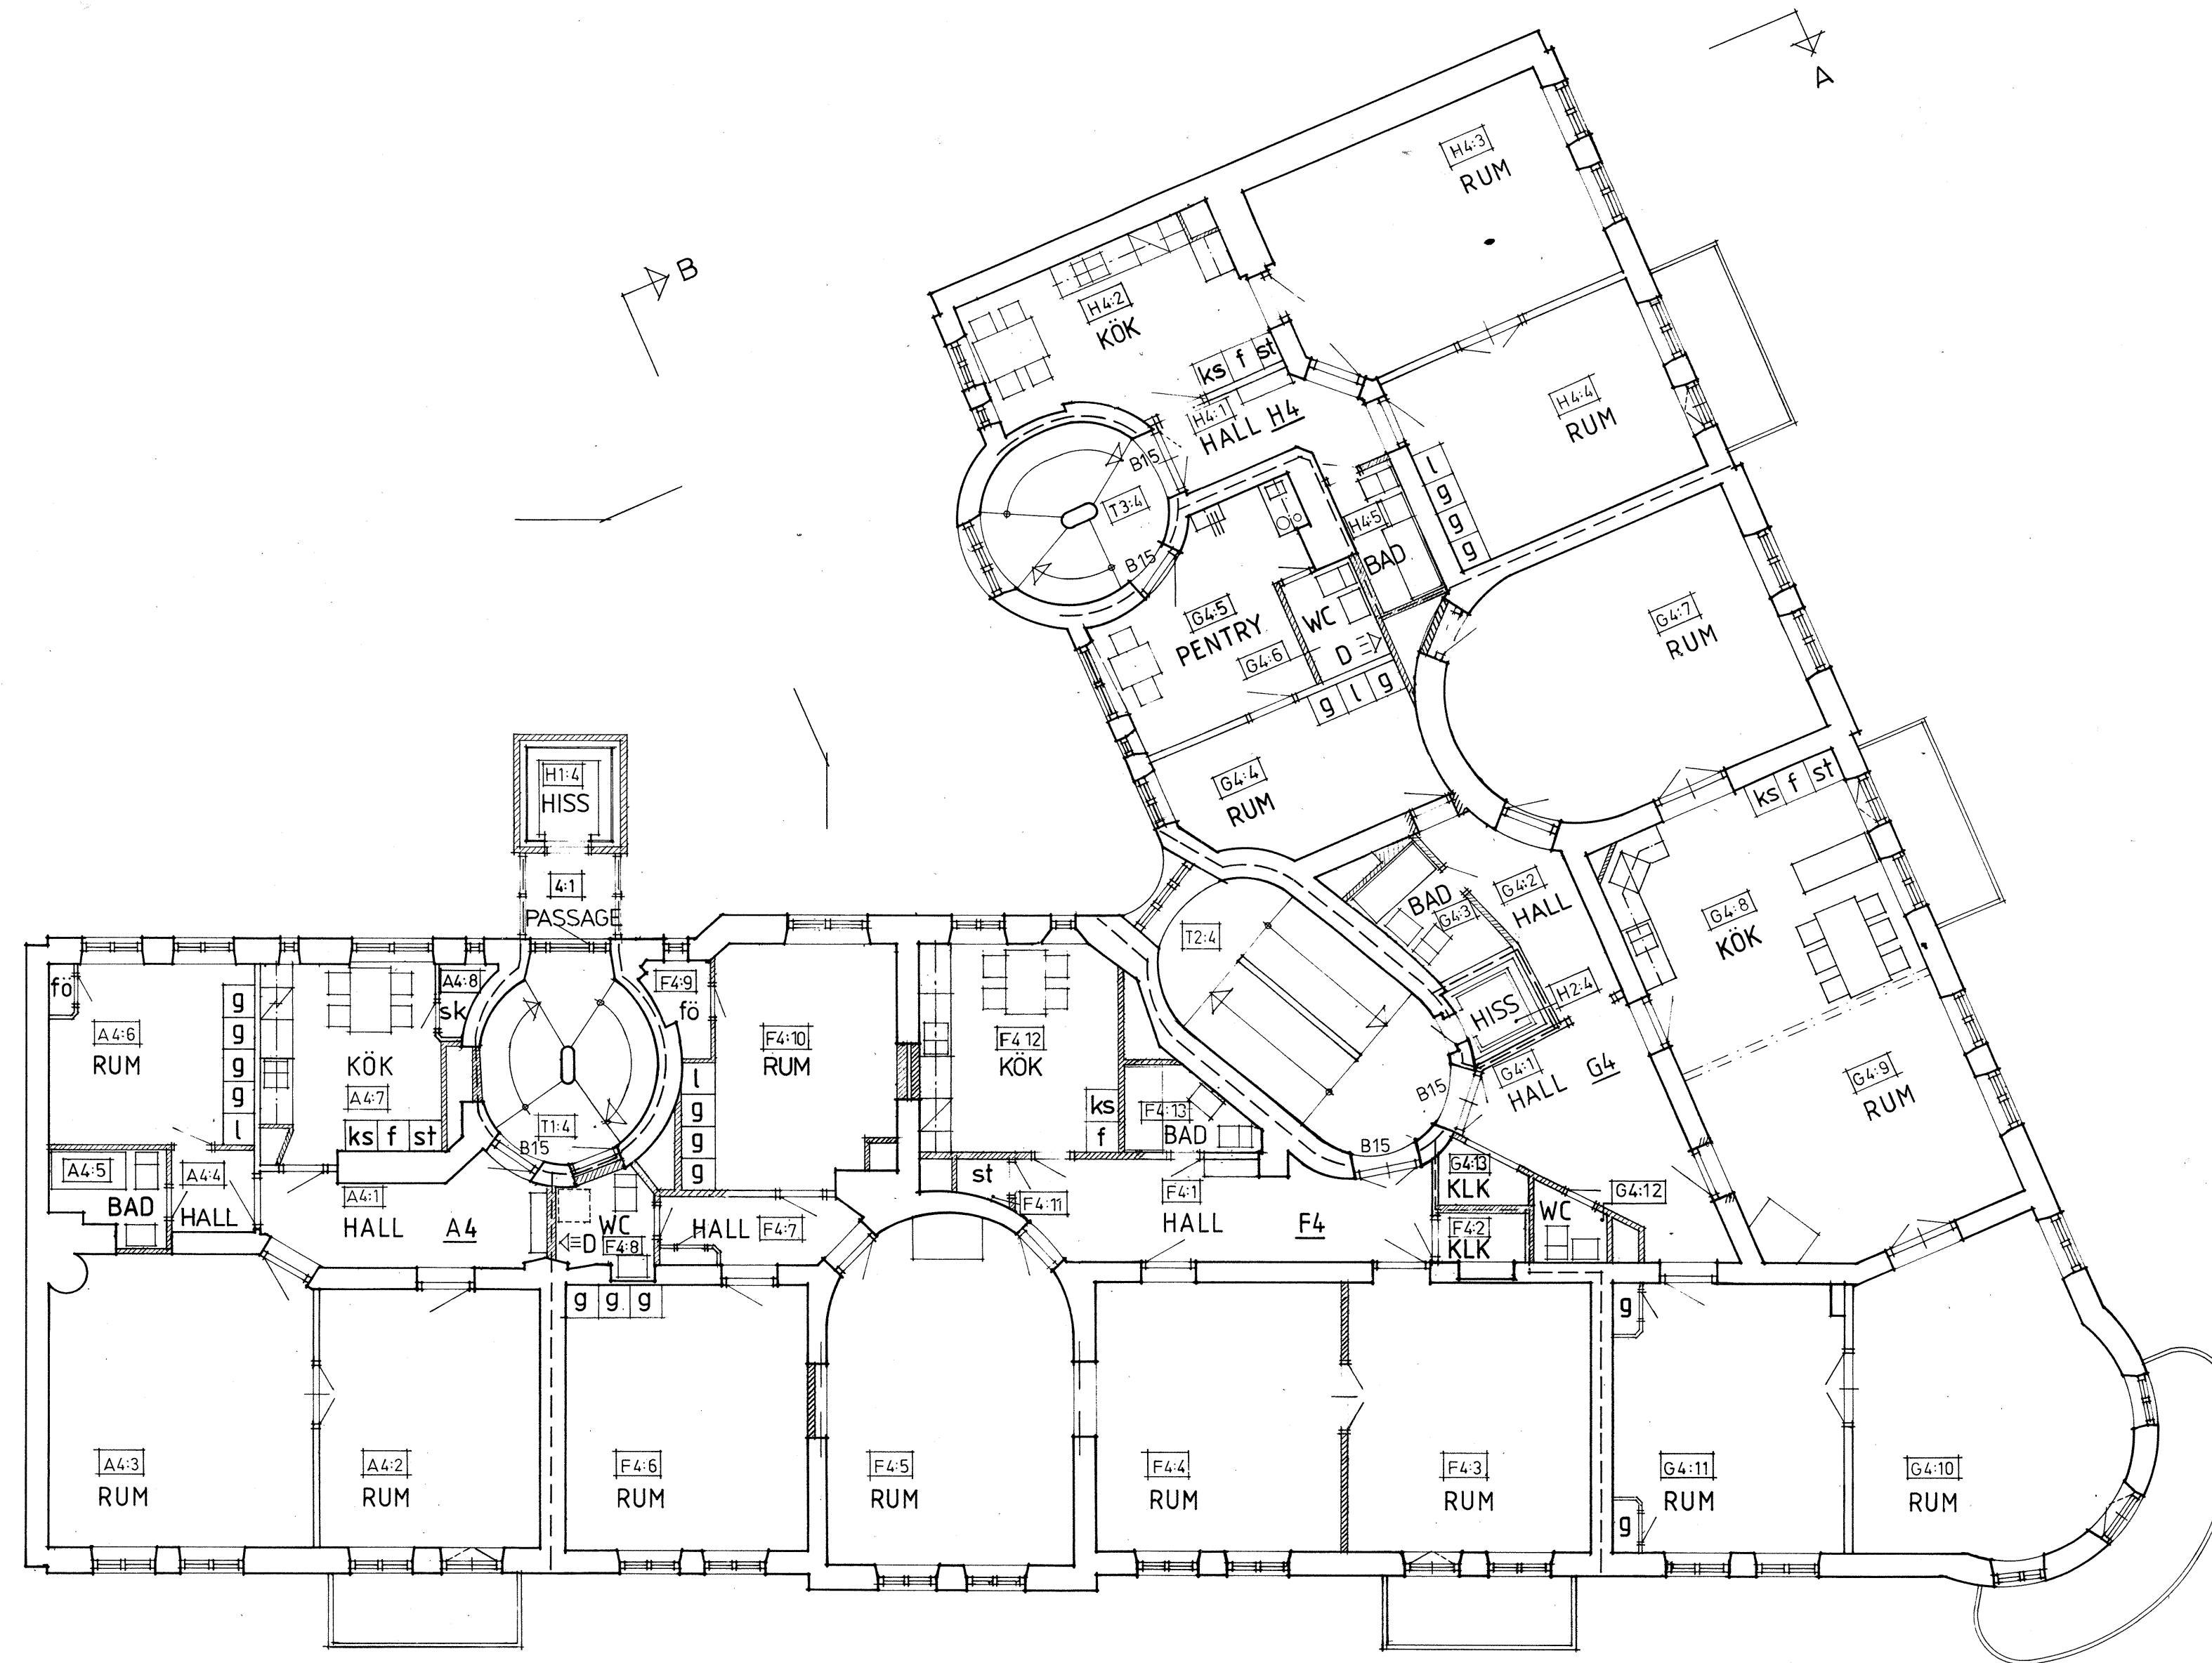 A
B
H4:3
RUM
H4:2
KÖK
ks f st
H4:1
HALL H4
H4:4
RUM
B15
T3:4
B15
l
g
g
g
H4:5
BAD
G4:5
PENTRY
WC
G4:6
D
g l g
G4:7
RUM
G4:4
RUM
ks f st
H1:4
HISS
4:1
PASSAGE
BAD
G4:3
G4:2
HALL
G4:8
KÖK
T2:4
HISS
H2:4
G4:1
HALL G4
G4:9
RUM
B15
B15
fö
A4:6
RUM
g
g
g
g
l
KÖK
A4:7
ks f st
A4:8
sk
T1:4
B15
F4:9
fö
l
g
g
g
F4:10
RUM
F4 12
KÖK
ks
f
F4:13
BAD
A4:5
BAD
A4:4
HALL
A4:1
HALL A4
WC
D
F4:8
HALL F4:7
st
F4:11
F4:1
HALL F4
G4:13
KLK
F4:2
KLK
WC
G4:12
g g g
g
g
A4:3
RUM
A4:2
RUM
F4:6
RUM
F4:5
RUM
F4:4
RUM
F4:3
RUM
G4:11
RUM
G4:10
RUM